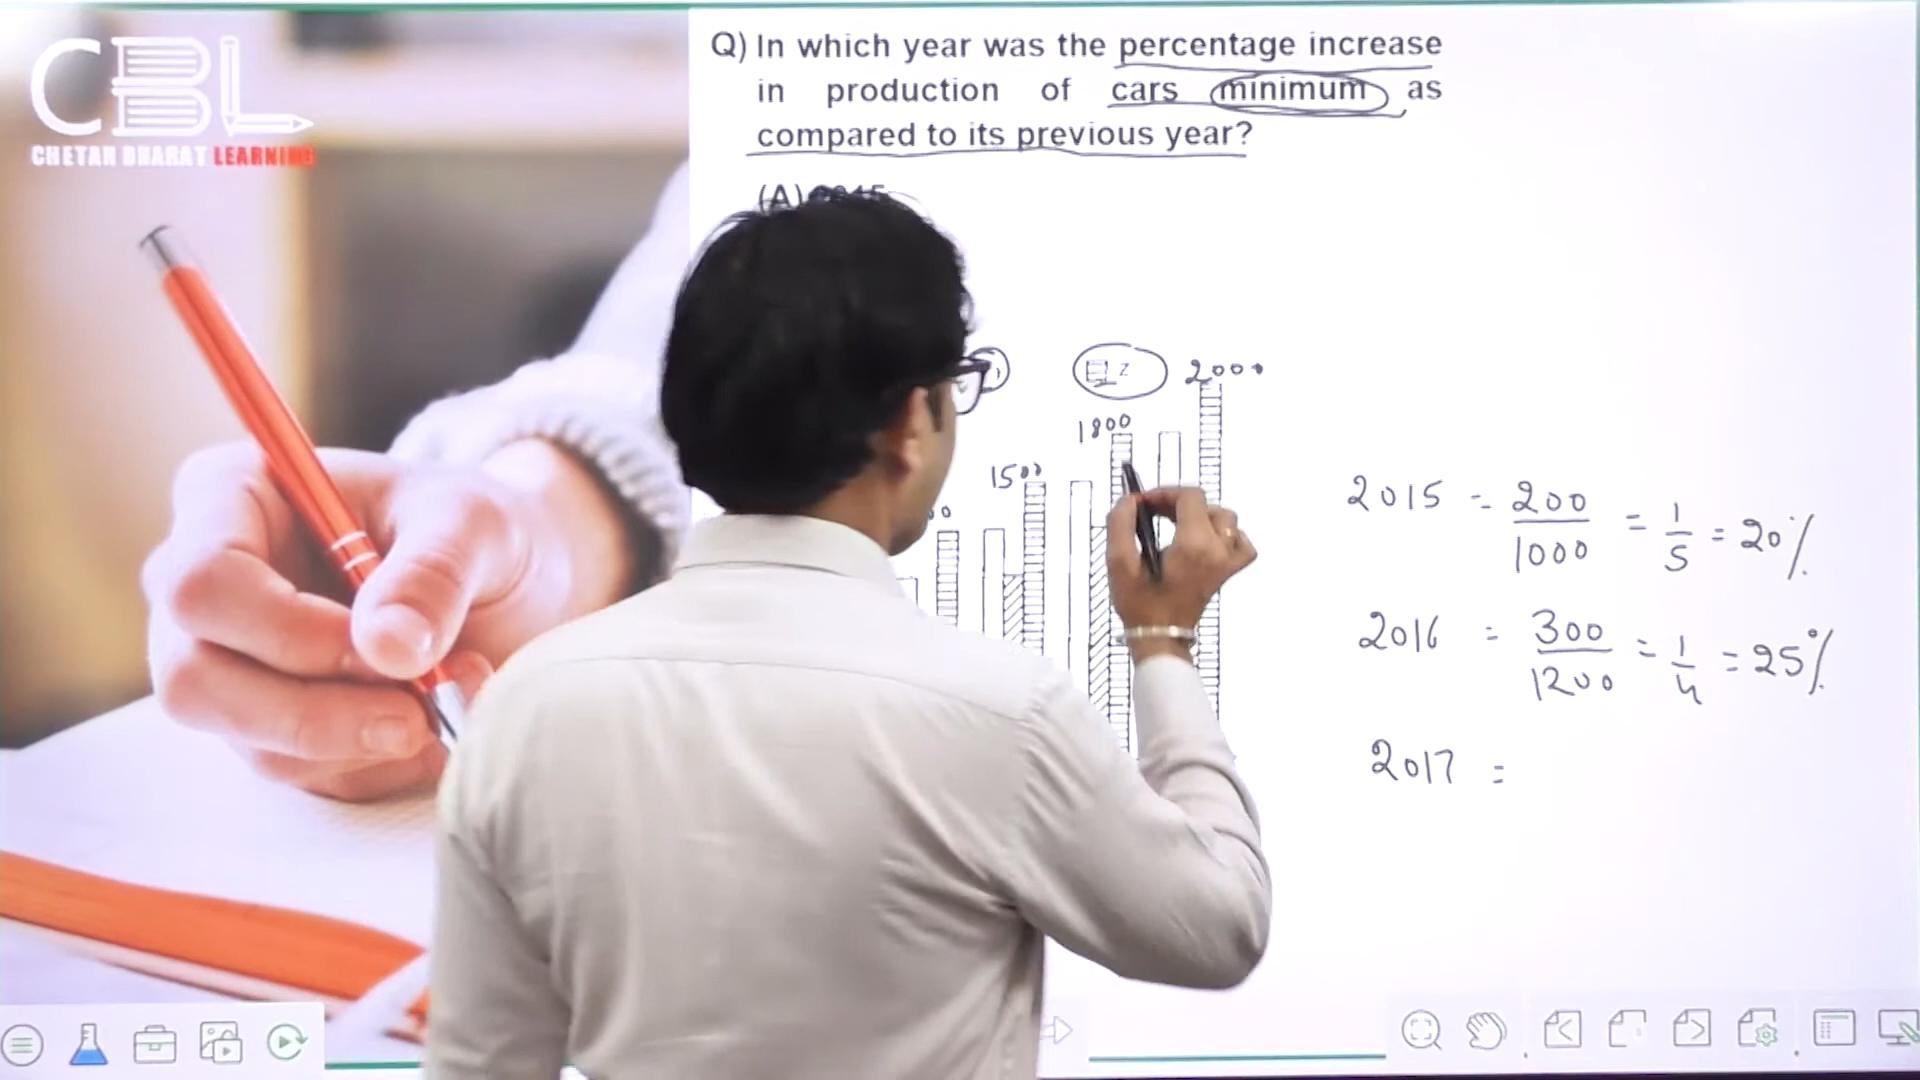 CBL
CHETAN BHARAT LEARNING
Q) In which year was the percentage increase
in production of cars minimum as
compared to its previous year?
(A) 2015
Z
2000
1800
1500
2015 = 200/1000 = 1/5 = 20%
2016 = 300/1200 = 1/4 = 25%
2017 =